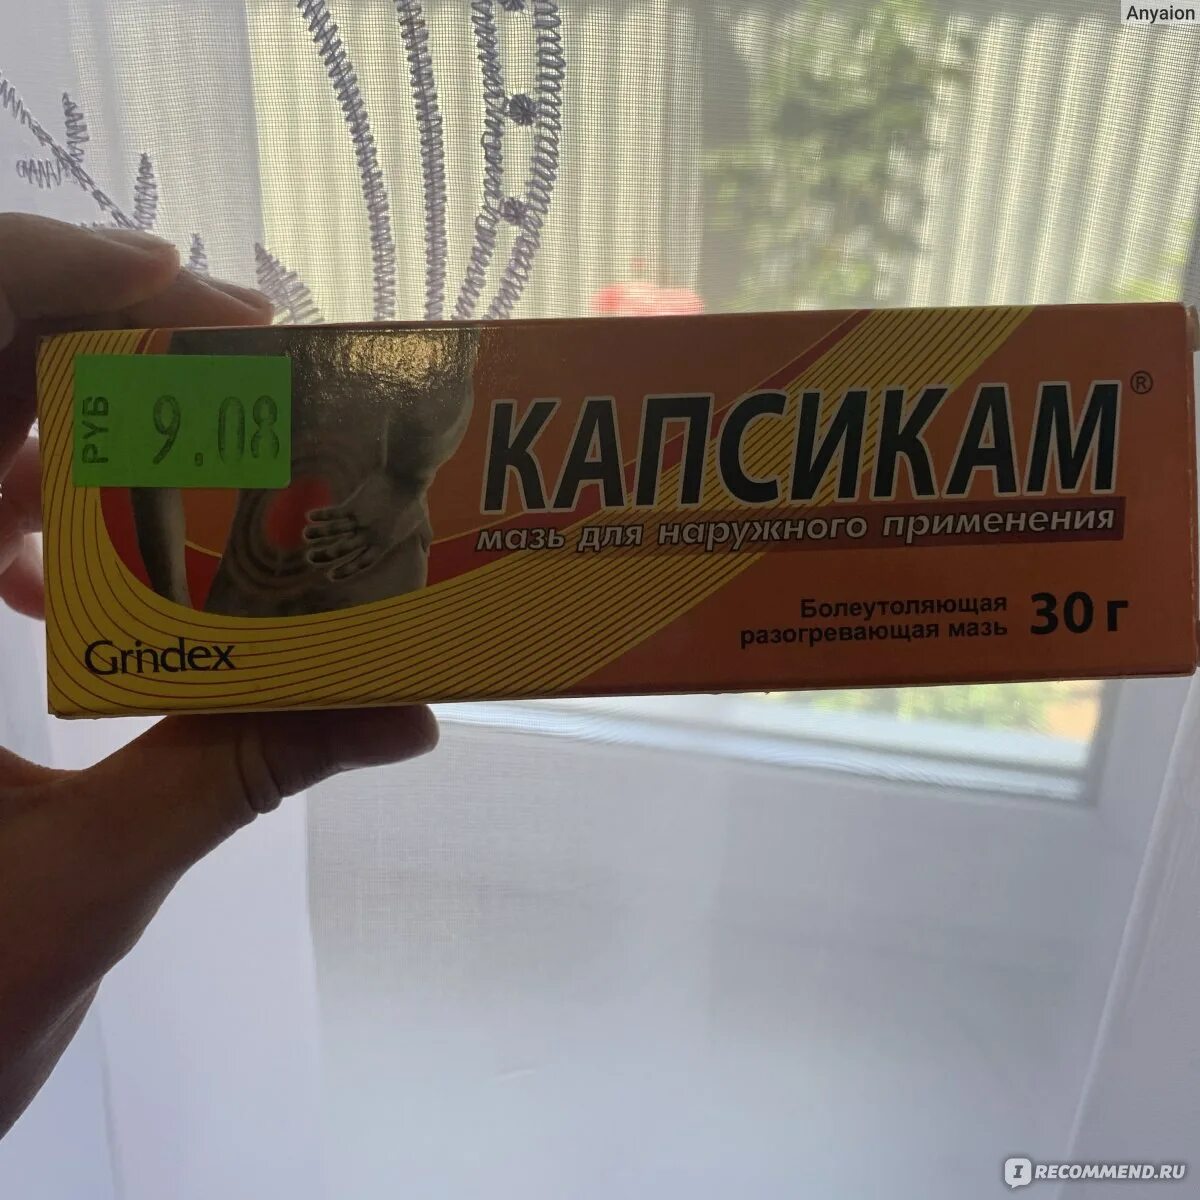 Anyaion
РУБ 9.08
КАПСИКАМ®
мазь для наружного применения
Болеутоляющая
разогревающая мазь 30 г
Grindex
I RECOMMEND.RU